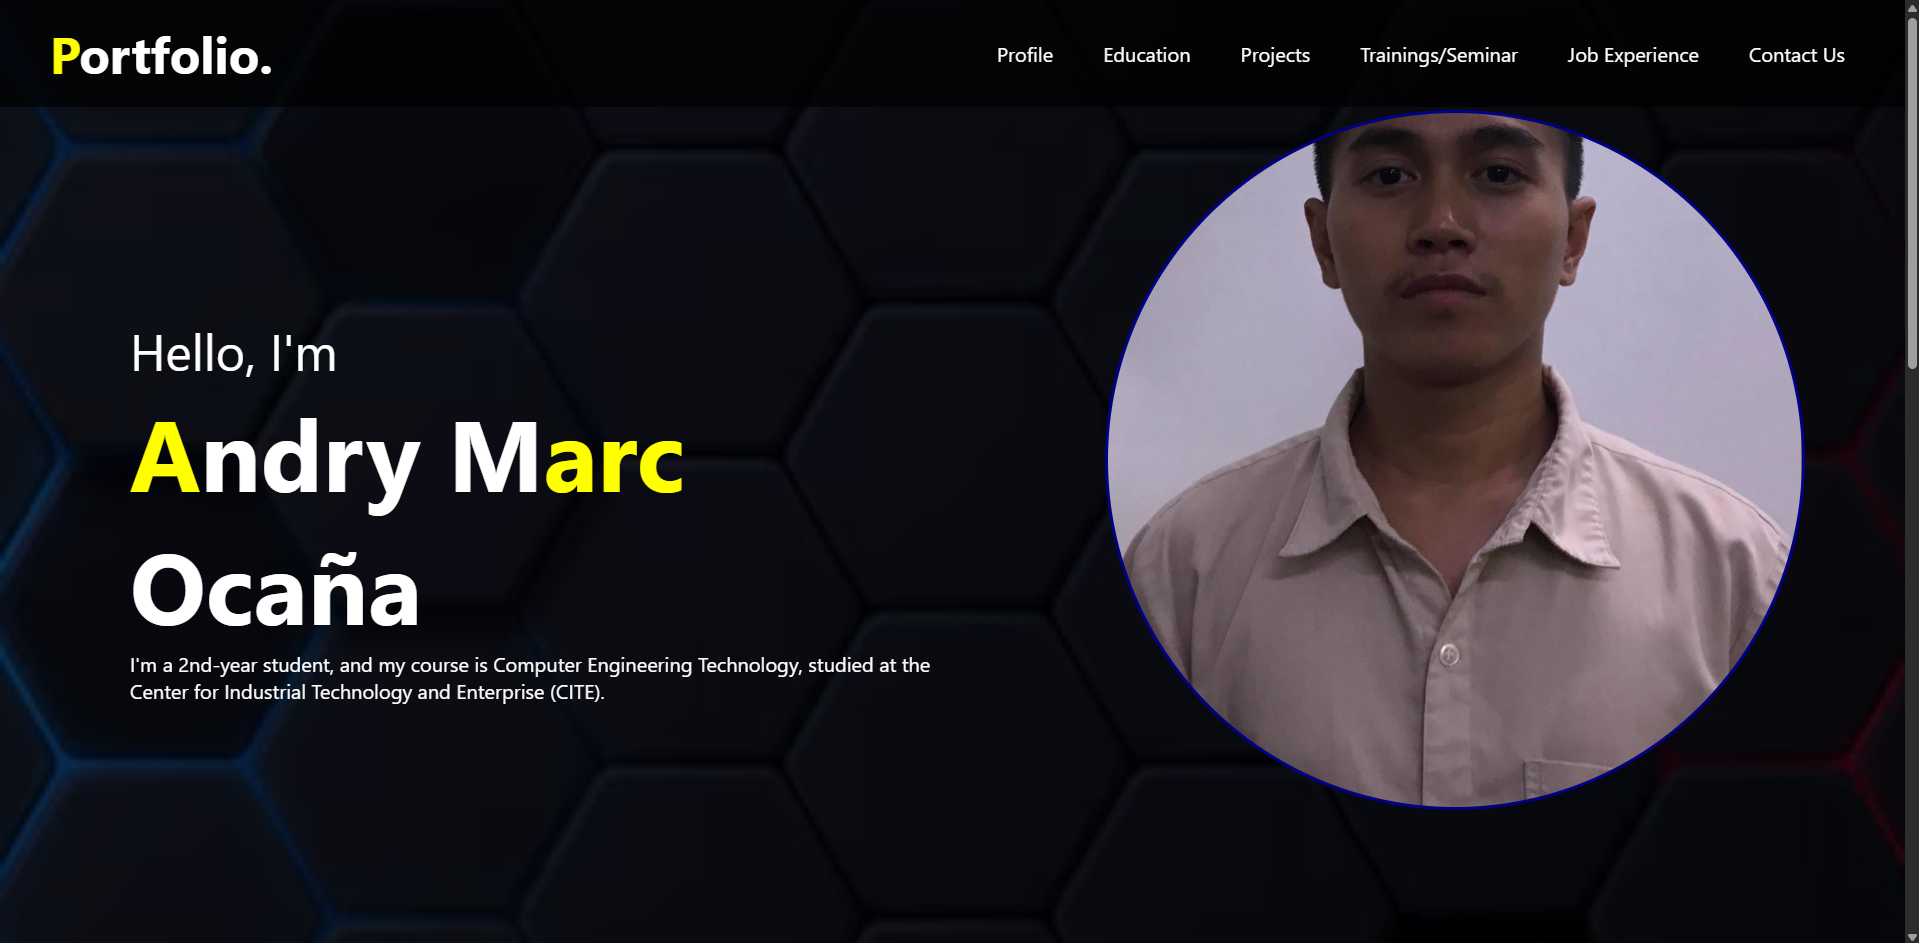 Portfolio.
Profile
Education
Projects
Trainings/Seminar
Job Experience
Contact Us
Hello, I'm
Andry Marc
Ocaña
I'm a 2nd-year student, and my course is Computer Engineering Technology, studied at the
Center for Industrial Technology and Enterprise (CITE).